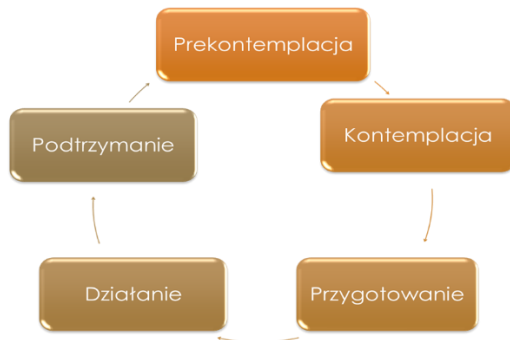 Prekontemplacja
Kontemplacja
Przygotowanie
Działanie
Podtrzymanie